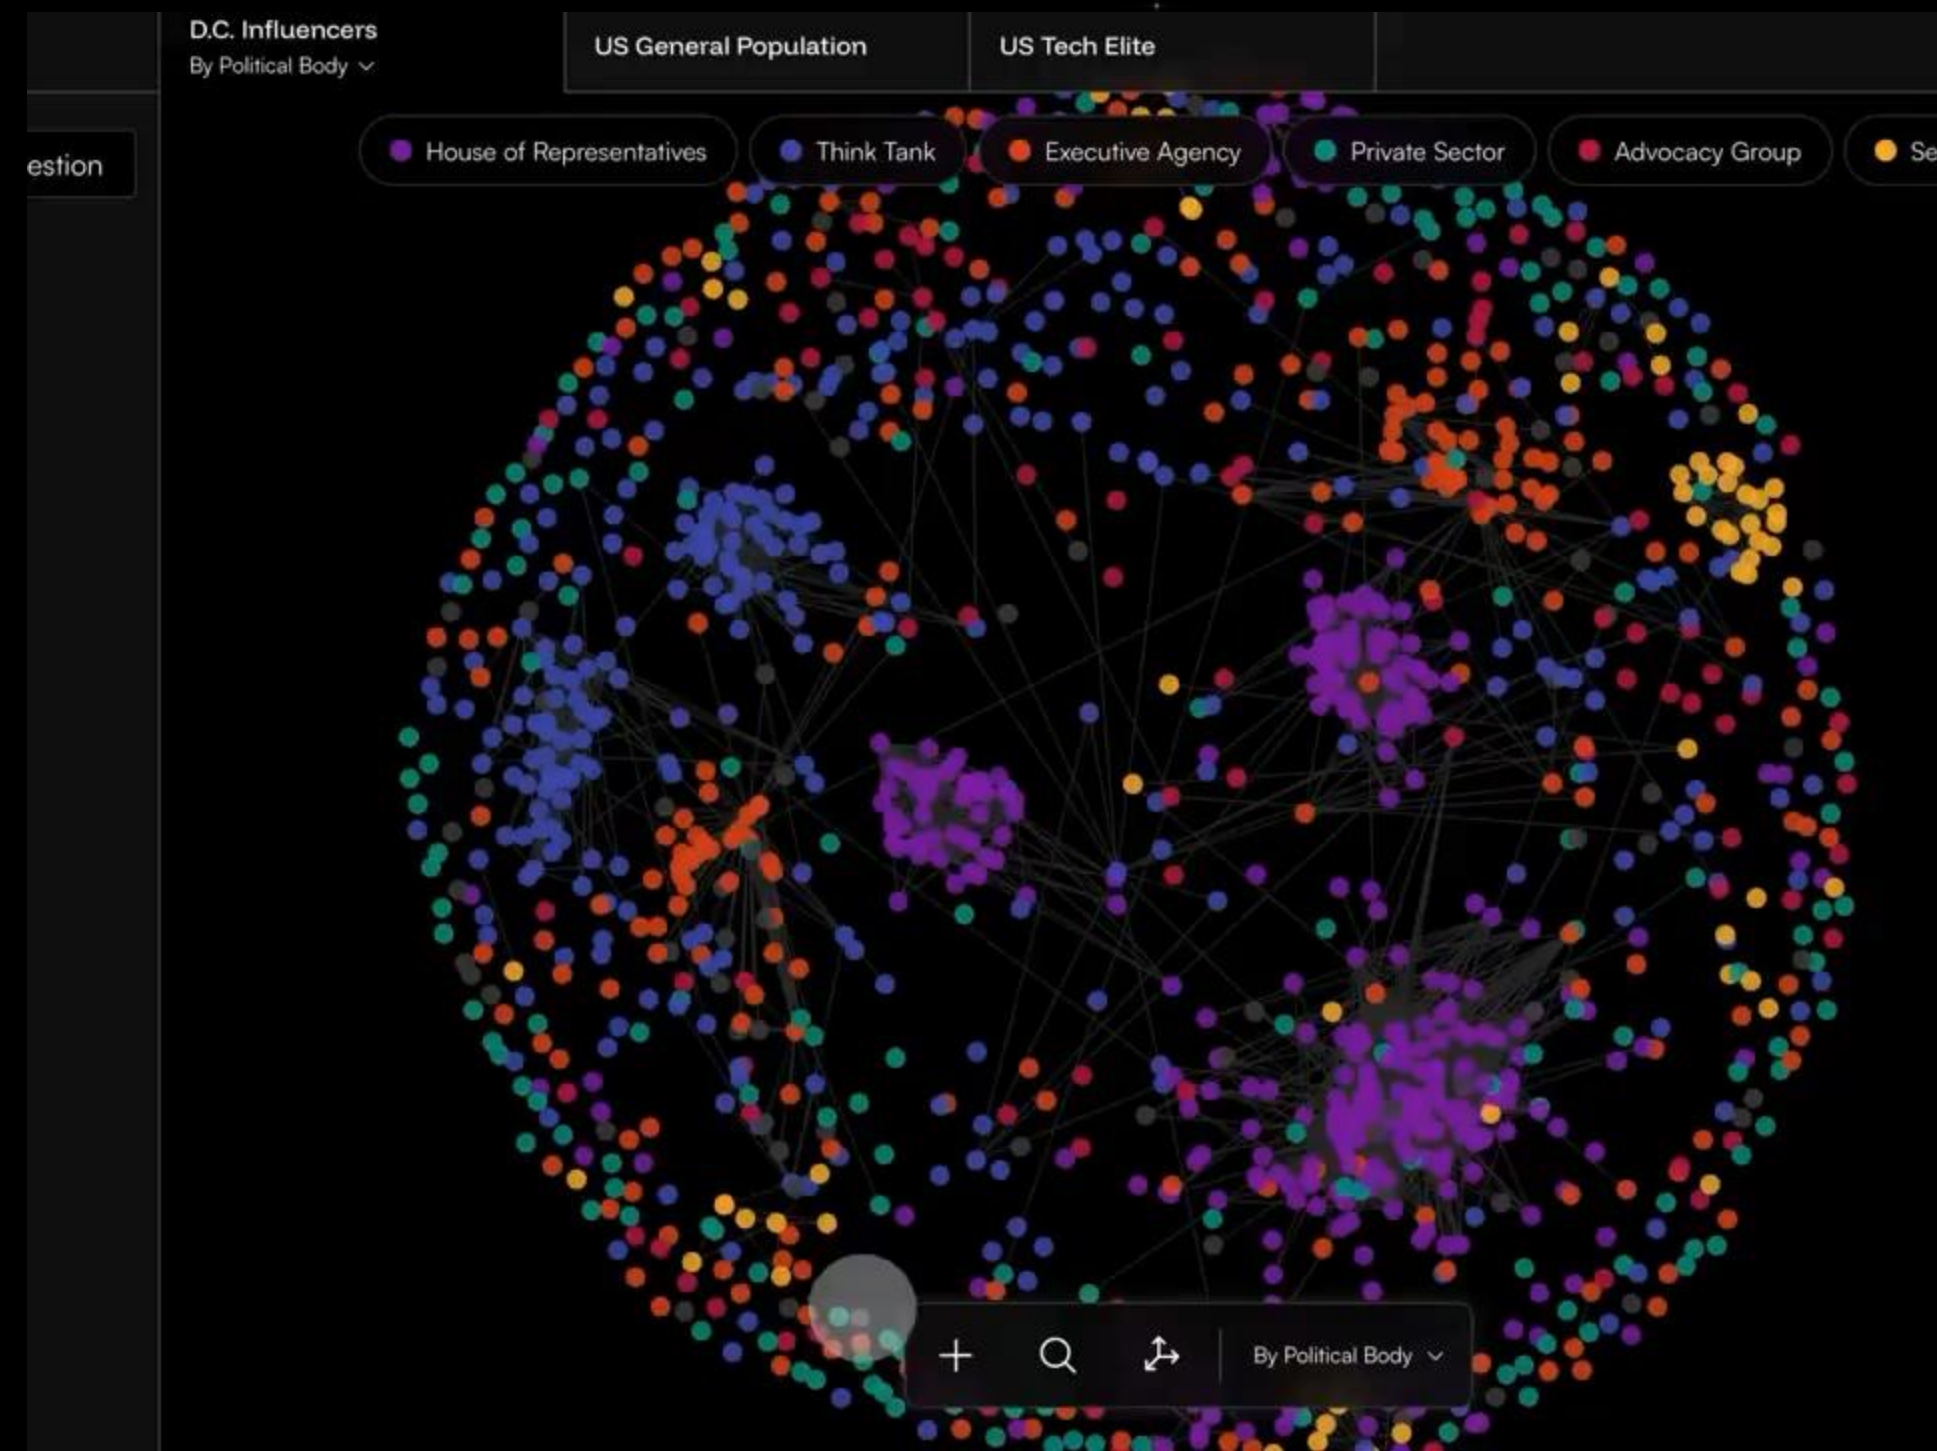 D.C. Influencers
By Political Body
US General Population
US Tech Elite
estion
House of Representatives
Think Tank
Executive Agency
Private Sector
Advocacy Group
Se
By Political Body